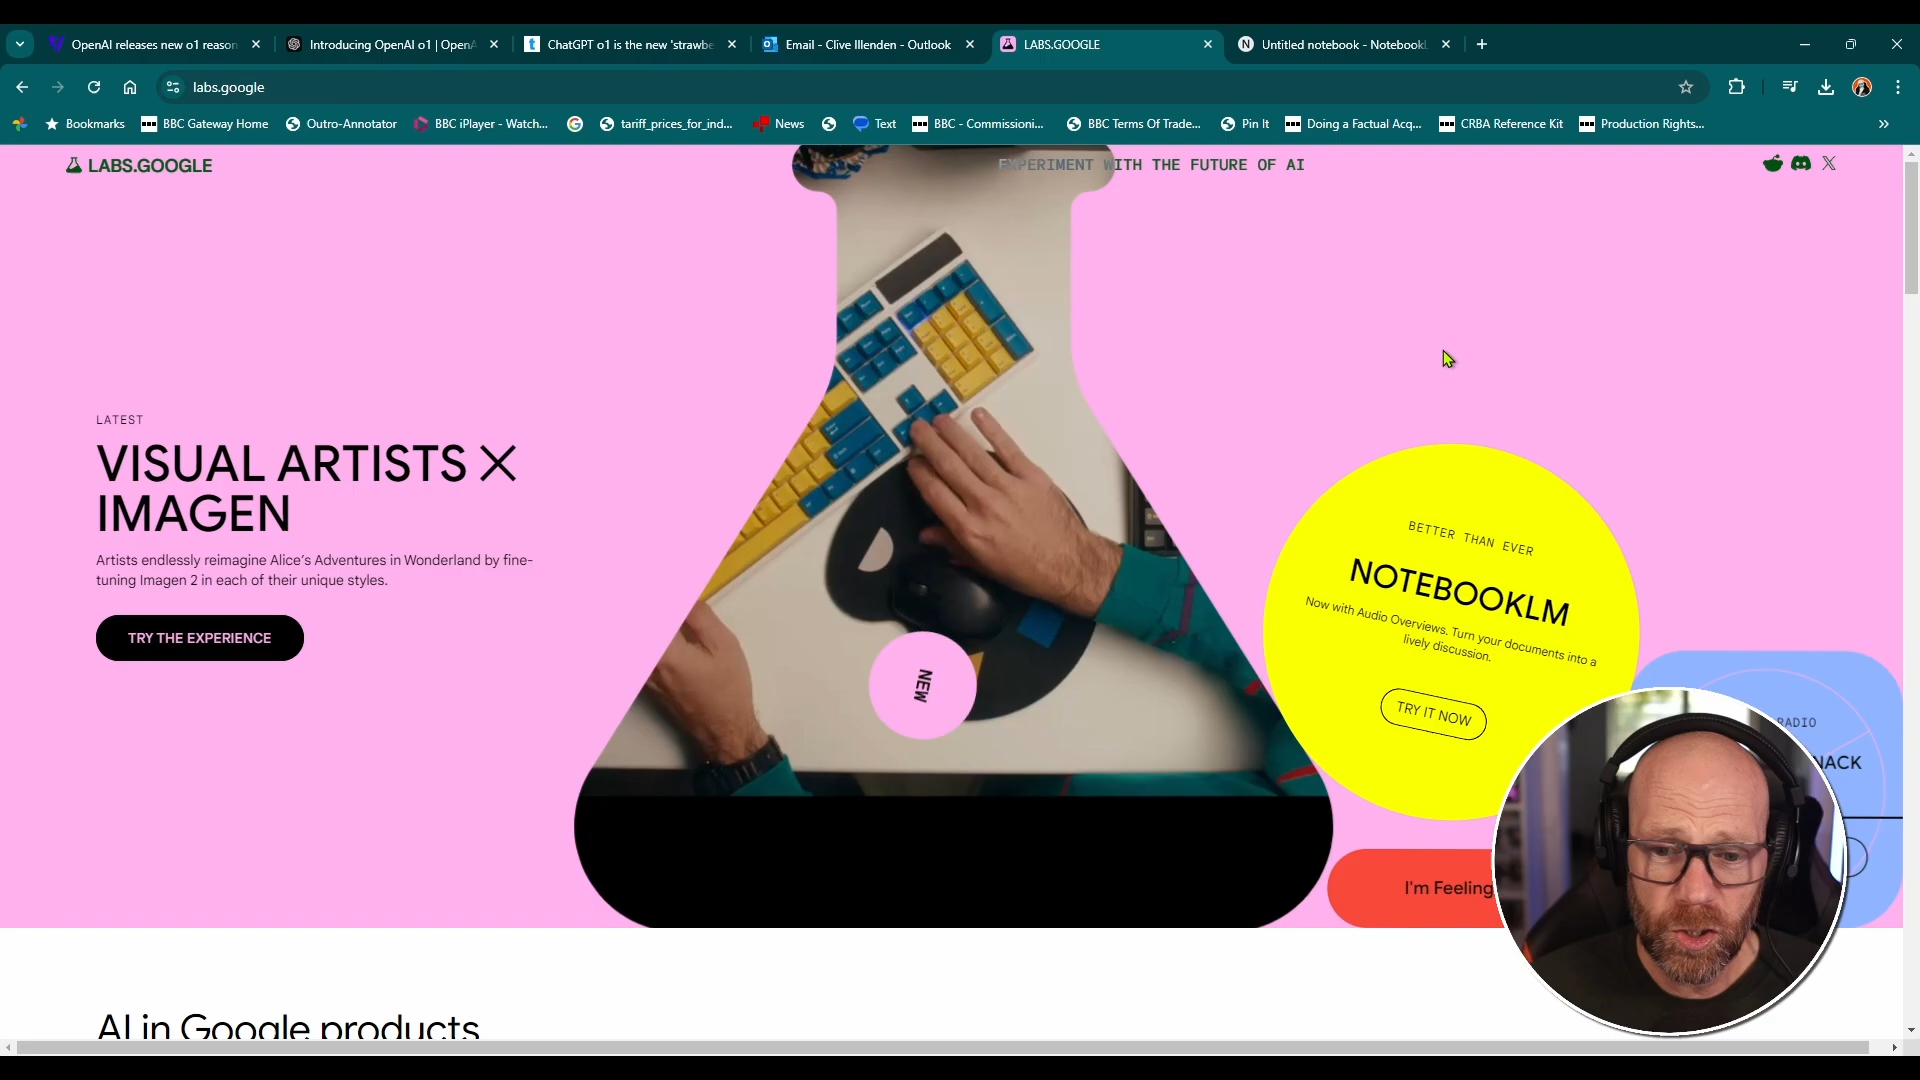 OpenAI releases new o1 reason
Introducing OpenAI o1 | OpenA
ChatGPT o1 is the new 'strawbe
Email - Clive Illenden - Outlook
LABS.GOOGLE
Untitled notebook - NotebookL
labs.google
Bookmarks
BBC Gateway Home
Outro-Annotator
BBC iPlayer - Watch...
tariff_prices_for_ind...
News
Text
BBC - Commissioni...
BBC Terms Of Trade...
Pin It
Doing a Factual Acq...
CRBA Reference Kit
Production Rights...
LABS.GOOGLE
EXPERIMENT WITH THE FUTURE OF AI
LATEST
VISUAL ARTISTS X
IMAGEN
Artists endlessly reimagine Alice's Adventures in Wonderland by fine-
tuning Imagen 2 in each of their unique styles.
TRY THE EXPERIENCE
NEW
BETTER THAN EVER
NOTEBOOKLM
Now with Audio Overviews. Turn your documents into a
lively discussion.
TRY IT NOW
RADIO
NACK
I'm Feeling
AI in Google products